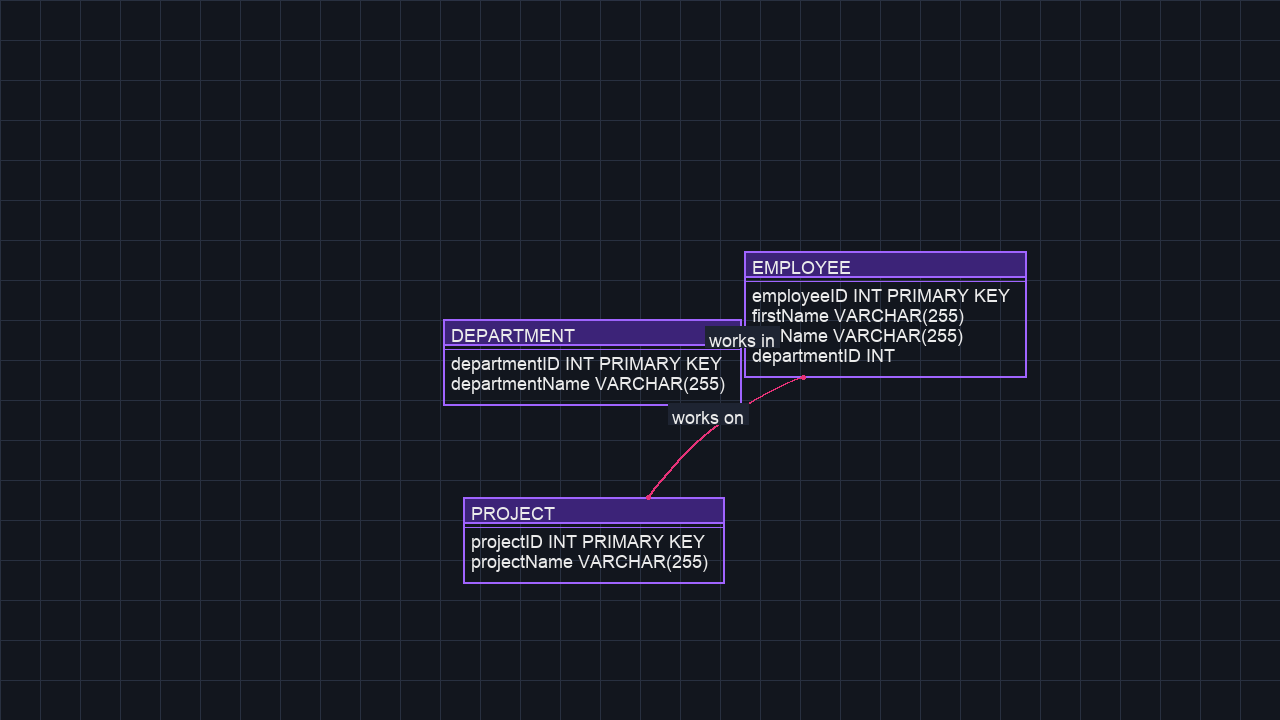 EMPLOYEE
employeeID INT PRIMARY KEY
firstName VARCHAR(255)
Name VARCHAR(255)
departmentID INT
works in
DEPARTMENT
departmentID INT PRIMARY KEY
departmentName VARCHAR(255)
works on
PROJECT
projectID INT PRIMARY KEY
projectName VARCHAR(255)